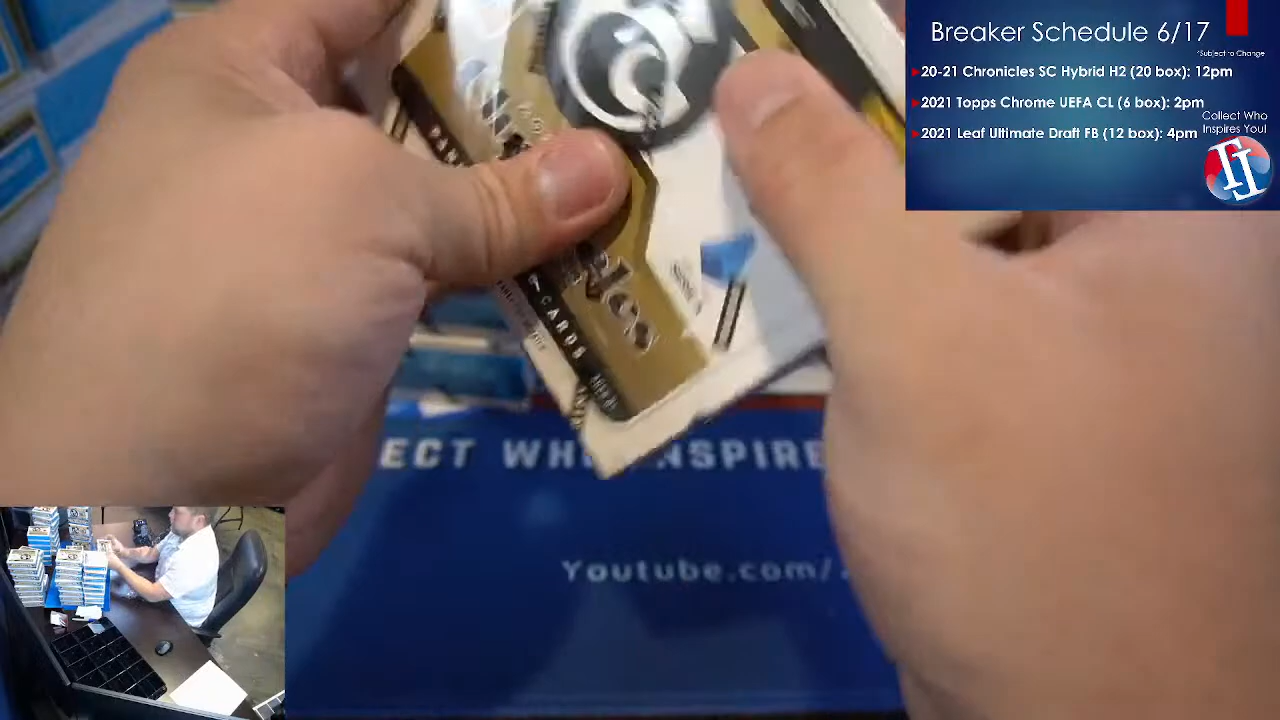 Breaker Schedule 6/17
*Subject to Change
20-21 Chronicles SC Hybrid H2 (20 box): 12pm
2021 Topps Chrome UEFA CL (6 box): 2pm
2021 Leaf Ultimate Draft FB (12 box): 4pm
Collect Who
Inspires You!
CARDS
ECT WH INSPIRE
Youtube.com/